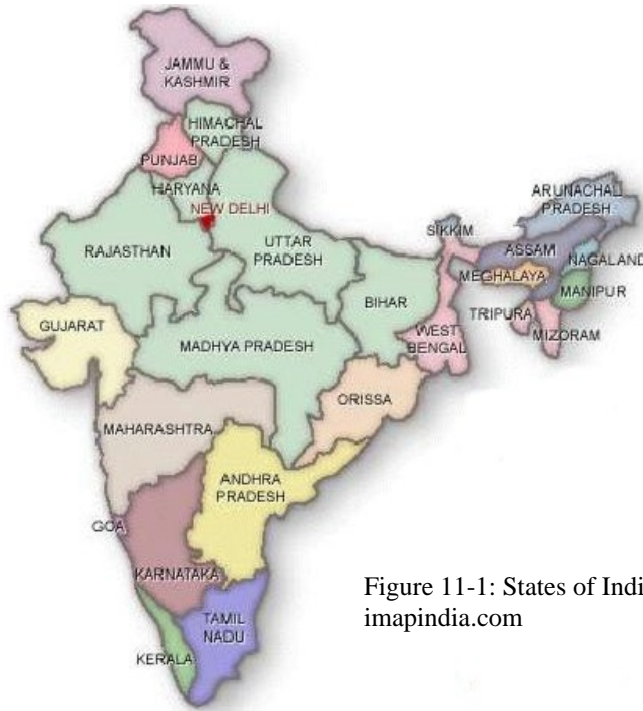 JAMMU &
KASHMIR
HIMACHAL
PRADESH
PUNJAB
HARYANA
NEW DELHI
RAJASTHAN
UTTAR
PRADESH
SIKKIM
ARUNACHAL
PRADESH
ASSAM
NAGALAND
MEGHALAYA
MANIPUR
BIHAR
TRIPURA
MIZORAM
GUJARAT
MADHYA PRADESH
WEST
BENGAL
ORISSA
MAHARASHTRA
ANDHRA
PRADESH
GOA
KARNATAKA
TAMIL
NADU
KERALA
Figure 11-1: States of Indi
imapindia.com